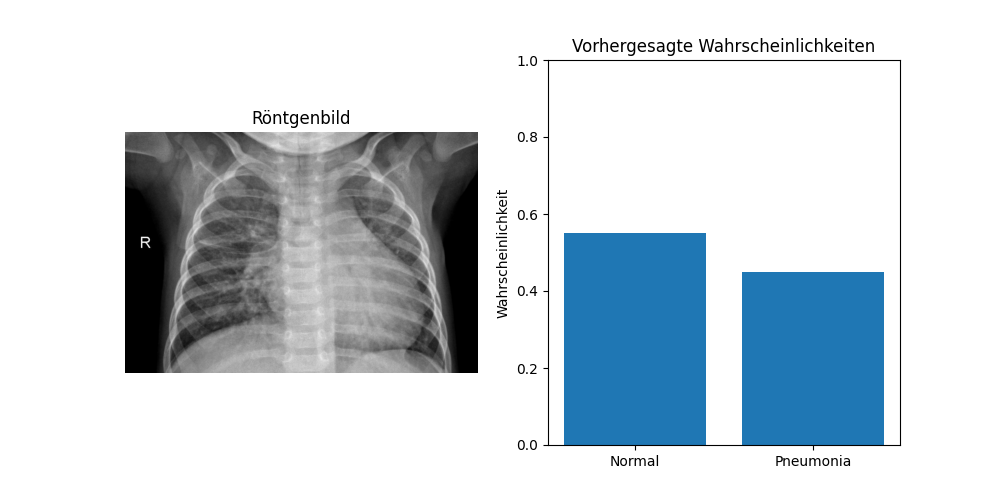 Röntgenbild
R
Vorhergesagte Wahrscheinlichkeiten
Wahrscheinlichkeit
1.0
0.8
0.6
0.4
0.2
0.0
Normal
Pneumonia